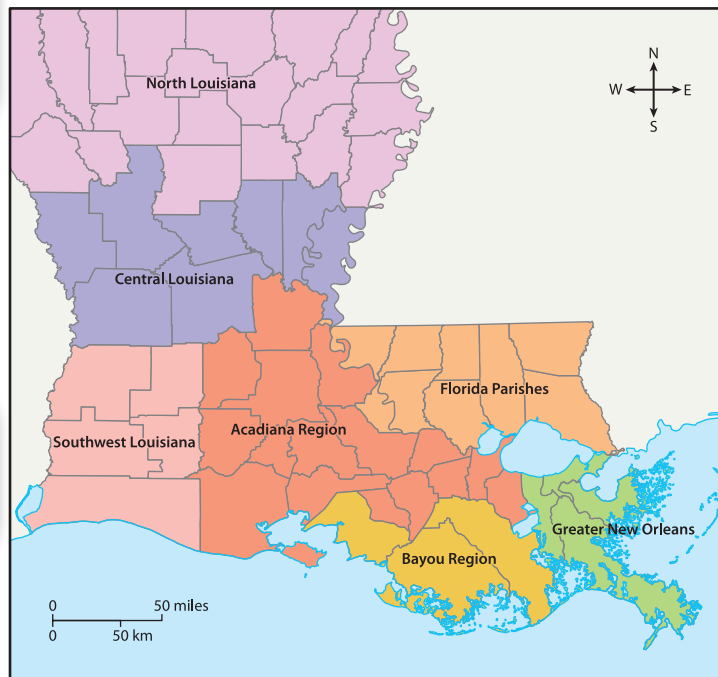 North Louisiana
N
W E
S
Central Louisiana
Florida Parishes
Acadiana Region
Southwest Louisiana
Greater New Orleans
Bayou Region
0 50 miles
0 50 km